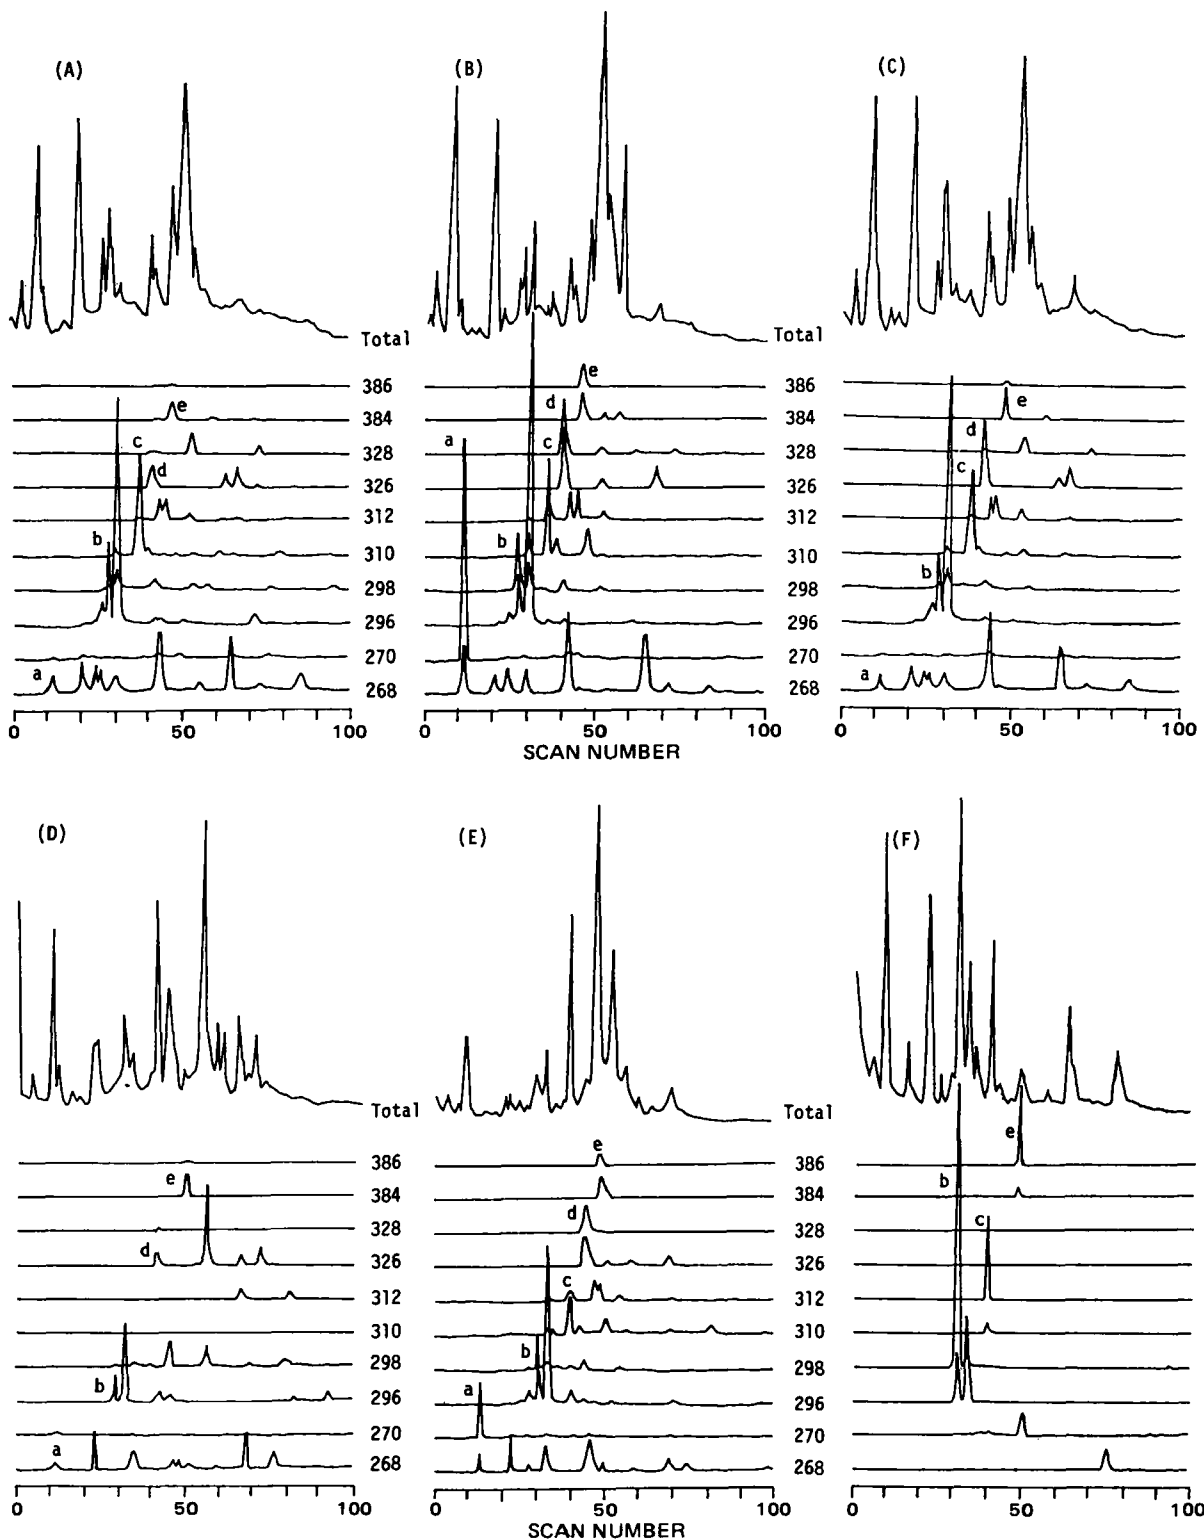 (A) (B) (C)
Total Total Total
386 e 386 386
e 384 d 384 e 384
c 328 a c 328 d 328
d 326 326 c 326
312 312 312
b 310 b 310 310
298 298 b 298
296 296 296
270 270 270
a 268 268 a 268
0 50 100 0 50 100 0 50 100
SCAN NUMBER
(D) (E) (F)
Total Total Total
386 e 386 e 386
e 384 384 b 384
328 d 328 c 328
d 326 326 326
312 c 312 312
310 310 310
298 b 298 298
b 296 a 296 296
270 270 270
a 268 268 268
0 50 100 0 50 100 0 50 100
SCAN NUMBER